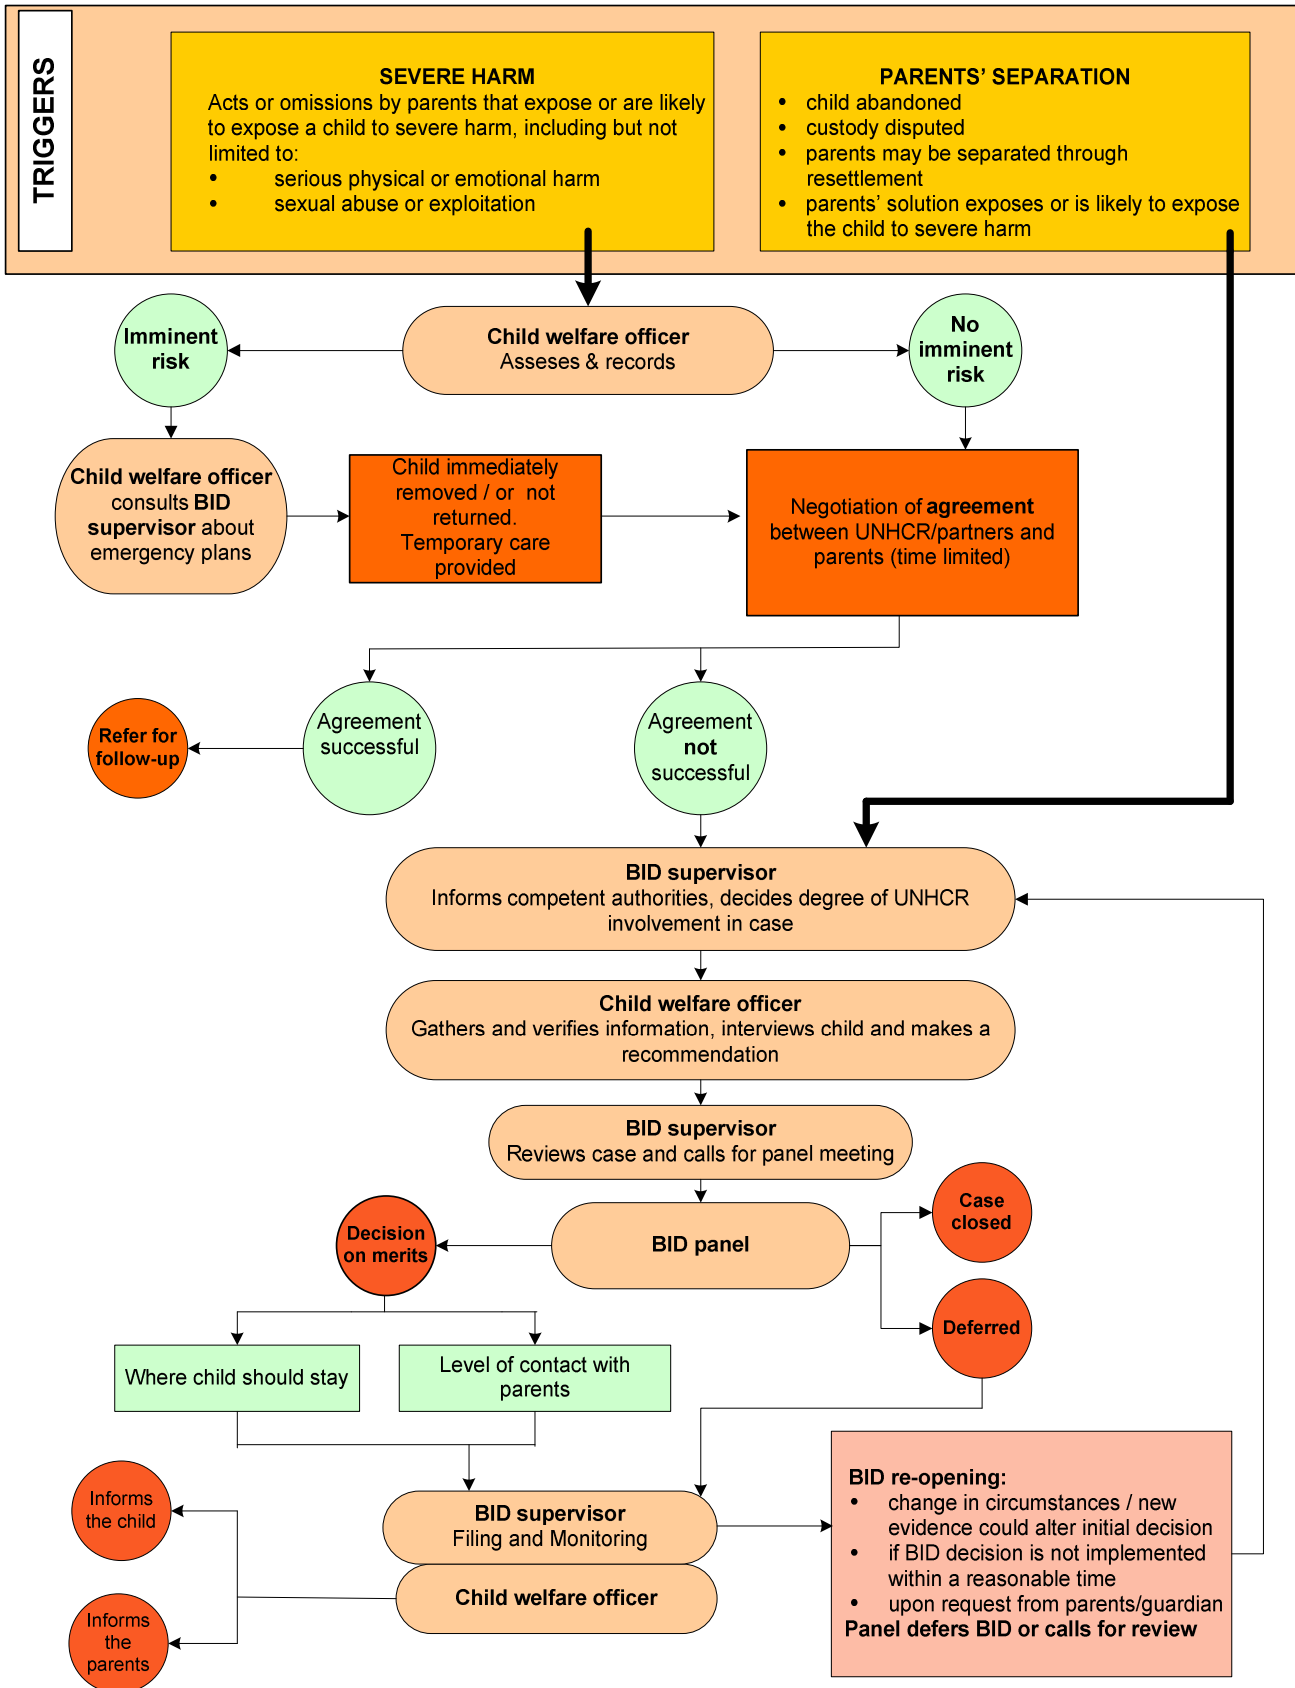 TRIGGERS
SEVERE HARM
Acts or omissions by parents that expose or are likely
to expose a child to severe harm, including but not
limited to:
• serious physical or emotional harm
• sexual abuse or exploitation
PARENTS' SEPARATION
• child abandoned
• custody disputed
• parents may be separated through
resettlement
• parents' solution exposes or is likely to expose
the child to severe harm
Imminent
risk
Child welfare officer
Asseses & records
No
imminent
risk
Child welfare officer
consults BID
supervisor about
emergency plans
Child immediately
removed / or not
returned.
Temporary care
provided
Negotiation of agreement
between UNHCR/partners and
parents (time limited)
Refer for
follow-up
Agreement
successful
Agreement
not
successful
BID supervisor
Informs competent authorities, decides degree of UNHCR
involvement in case
Child welfare officer
Gathers and verifies information, interviews child and makes a
recommendation
BID supervisor
Reviews case and calls for panel meeting
Decision
on merits
BID panel
Case
closed
Deferred
Where child should stay
Level of contact with
parents
Informs
the child
BID supervisor
Filing and Monitoring
Child welfare officer
Informs
the
parents
BID re-opening:
• change in circumstances / new
evidence could alter initial decision
• if BID decision is not implemented
within a reasonable time
• upon request from parents/guardian
Panel defers BID or calls for review